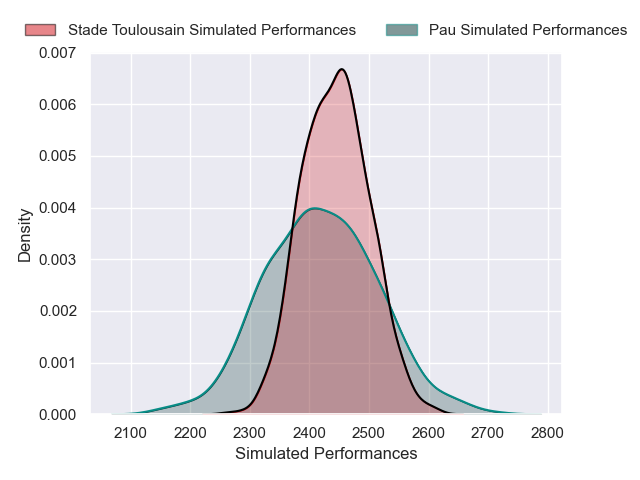 Stade Toulousain Simulated Performances
Pau Simulated Performances
0.007
0.006
0.005
0.004
0.003
0.002
0.001
0.000
Density
2100 2200 2300 2400 2500 2600 2700 2800
Simulated Performances